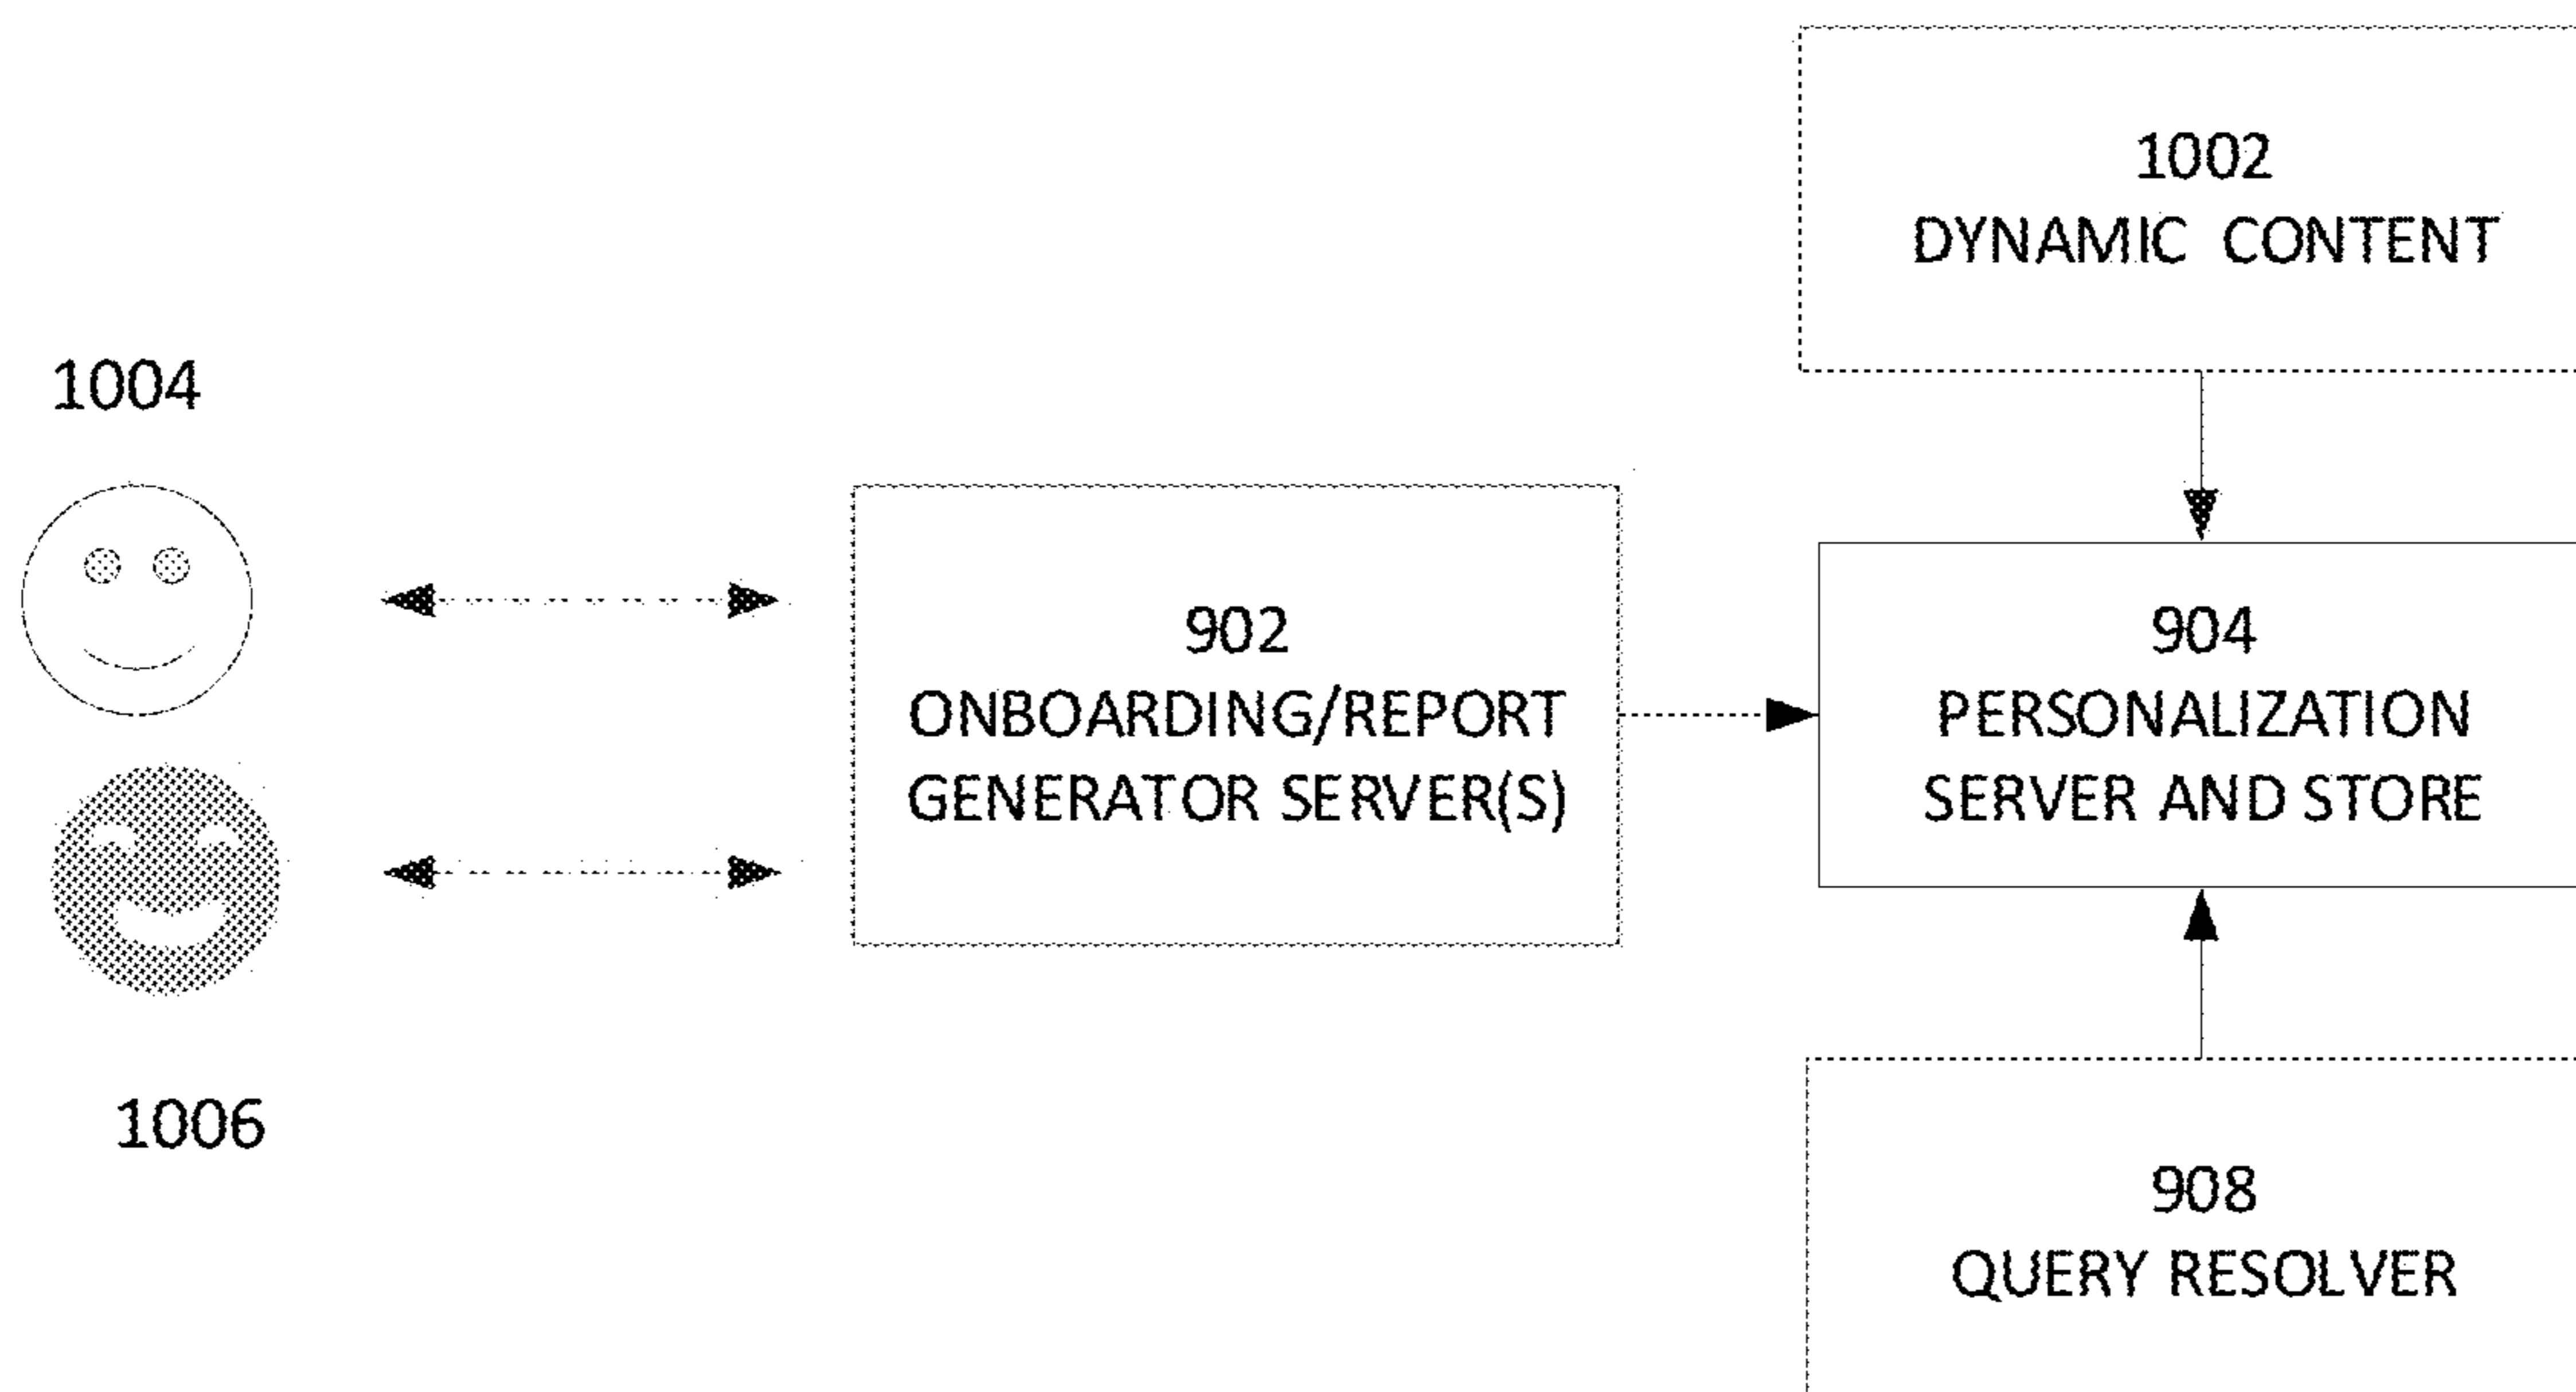 1002
DYNAMIC CONTENT
1004
902
ONBOARDING/REPORT
GENERATOR SERVER(S)
904
PERSONALIZATION
SERVER AND STORE
1006
908
QUERY RESOLVER